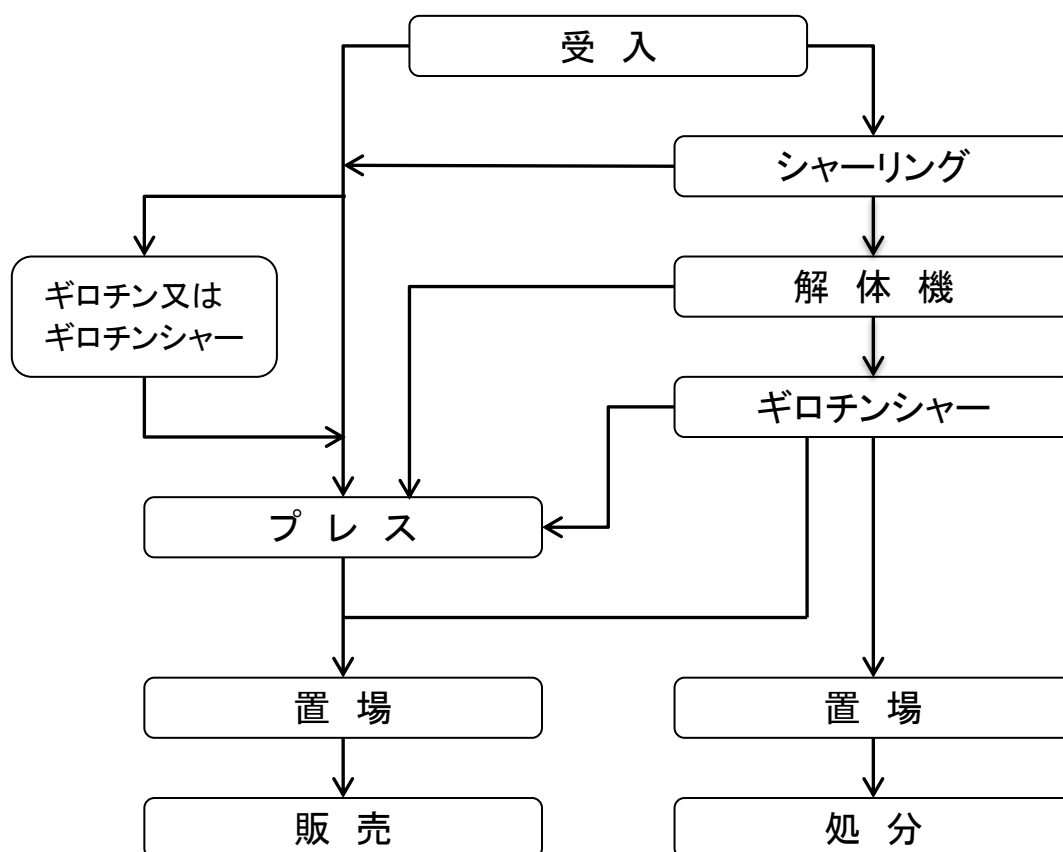 受 入
シャーリング
ギロチン又は
ギロチンシャー
解 体 機
ギロチンシャー
プ レ ス
置 場
置 場
販 売
処 分